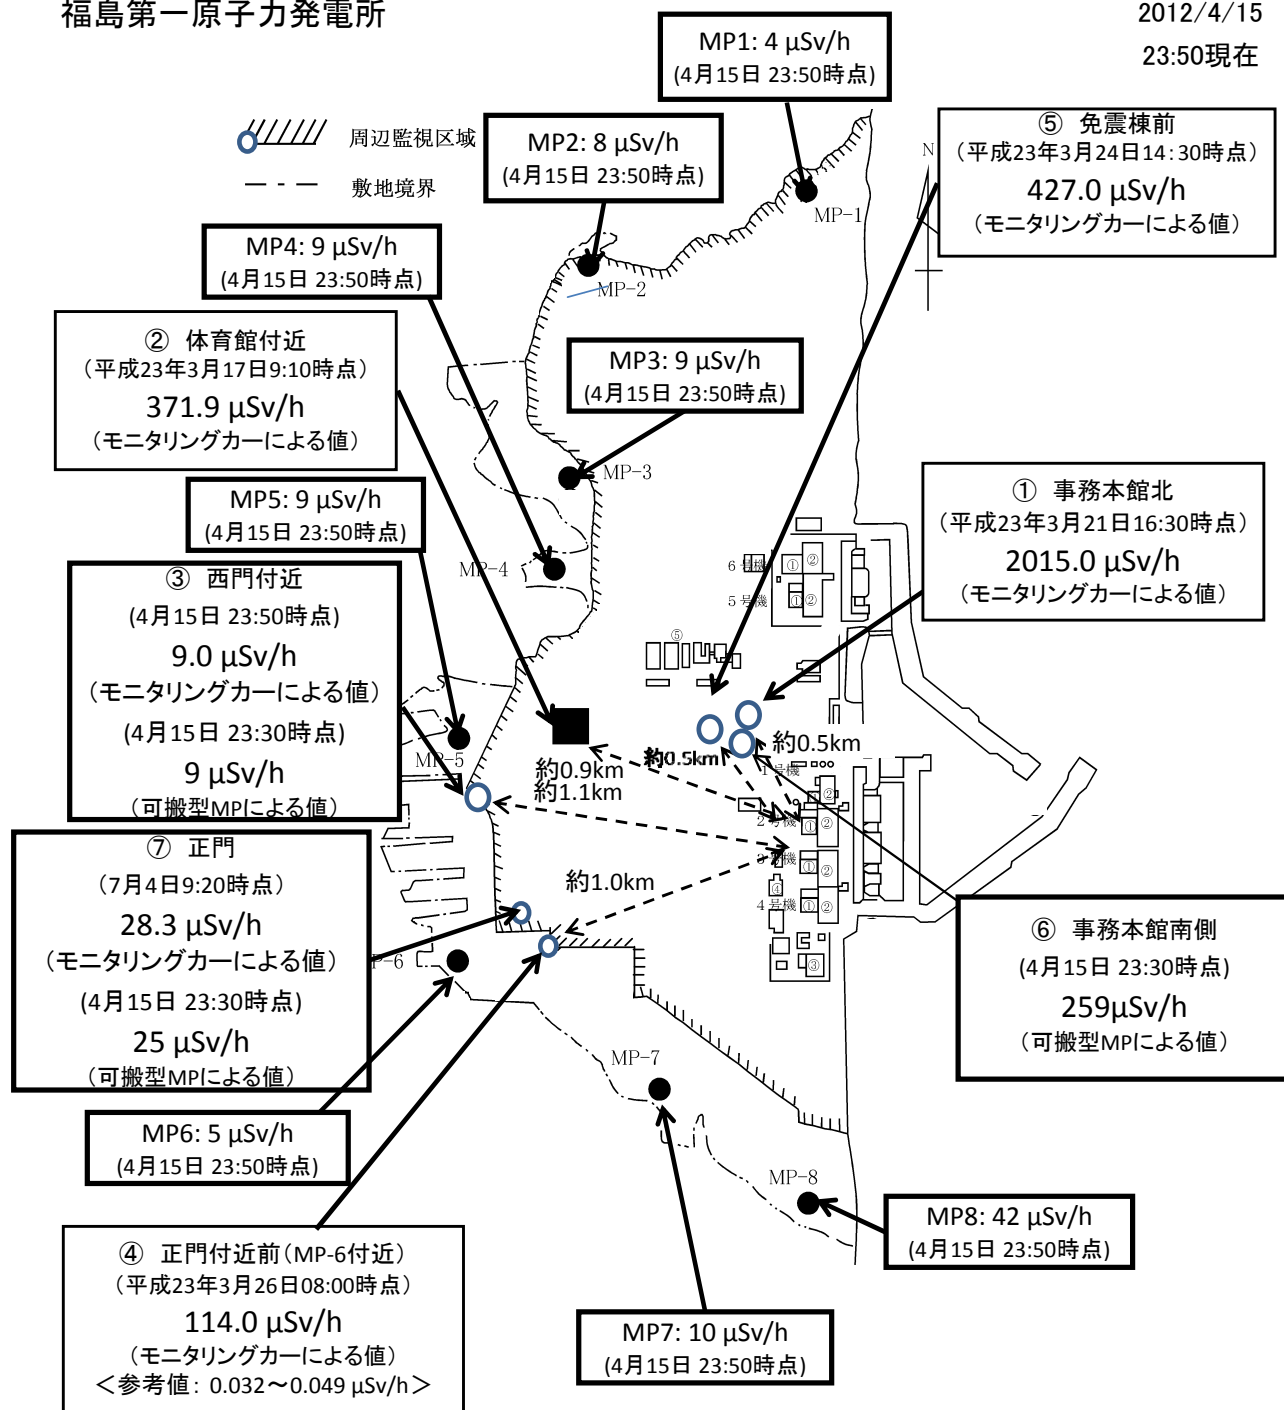 福島第一原子力発電所
2012/4/15
23:50現在
周辺監視区域
敷地境界
MP1: 4 μSv/h
(4月15日 23:50時点)
MP2: 8 μSv/h
(4月15日 23:50時点)
⑤ 免震棟前
(平成23年3月24日14:30時点)
427.0 μSv/h
(モニタリングカーによる値)
N
MP-1
MP4: 9 μSv/h
(4月15日 23:50時点)
MP-2
② 体育館付近
(平成23年3月17日9:10時点)
371.9 μSv/h
(モニタリングカーによる値)
MP3: 9 μSv/h
(4月15日 23:50時点)
MP-3
MP5: 9 μSv/h
(4月15日 23:50時点)
① 事務本館北
(平成23年3月21日16:30時点)
2015.0 μSv/h
(モニタリングカーによる値)
MP-4
6号機
① ②
5号機
① ②
③ 西門付近
(4月15日 23:50時点)
9.0 μSv/h
(モニタリングカーによる値)
(4月15日 23:30時点)
9 μSv/h
(可搬型MPによる値)
⑤
MP-5
約0.9km
約1.1km
約0.5km
約0.5km
1号機
① ②
2号機
① ②
3号機
① ②
④
4号機
① ②
③
約1.0km
⑦ 正門
(7月4日9:20時点)
28.3 μSv/h
(モニタリングカーによる値)
(4月15日 23:30時点)
25 μSv/h
(可搬型MPによる値)
P-6
⑥ 事務本館南側
(4月15日 23:30時点)
259μSv/h
(可搬型MPによる値)
MP-7
MP6: 5 μSv/h
(4月15日 23:50時点)
MP-8
MP8: 42 μSv/h
(4月15日 23:50時点)
④ 正門付近前(MP-6付近)
(平成23年3月26日08:00時点)
114.0 μSv/h
(モニタリングカーによる値)
<参考値: 0.032～0.049 μSv/h>
MP7: 10 μSv/h
(4月15日 23:50時点)